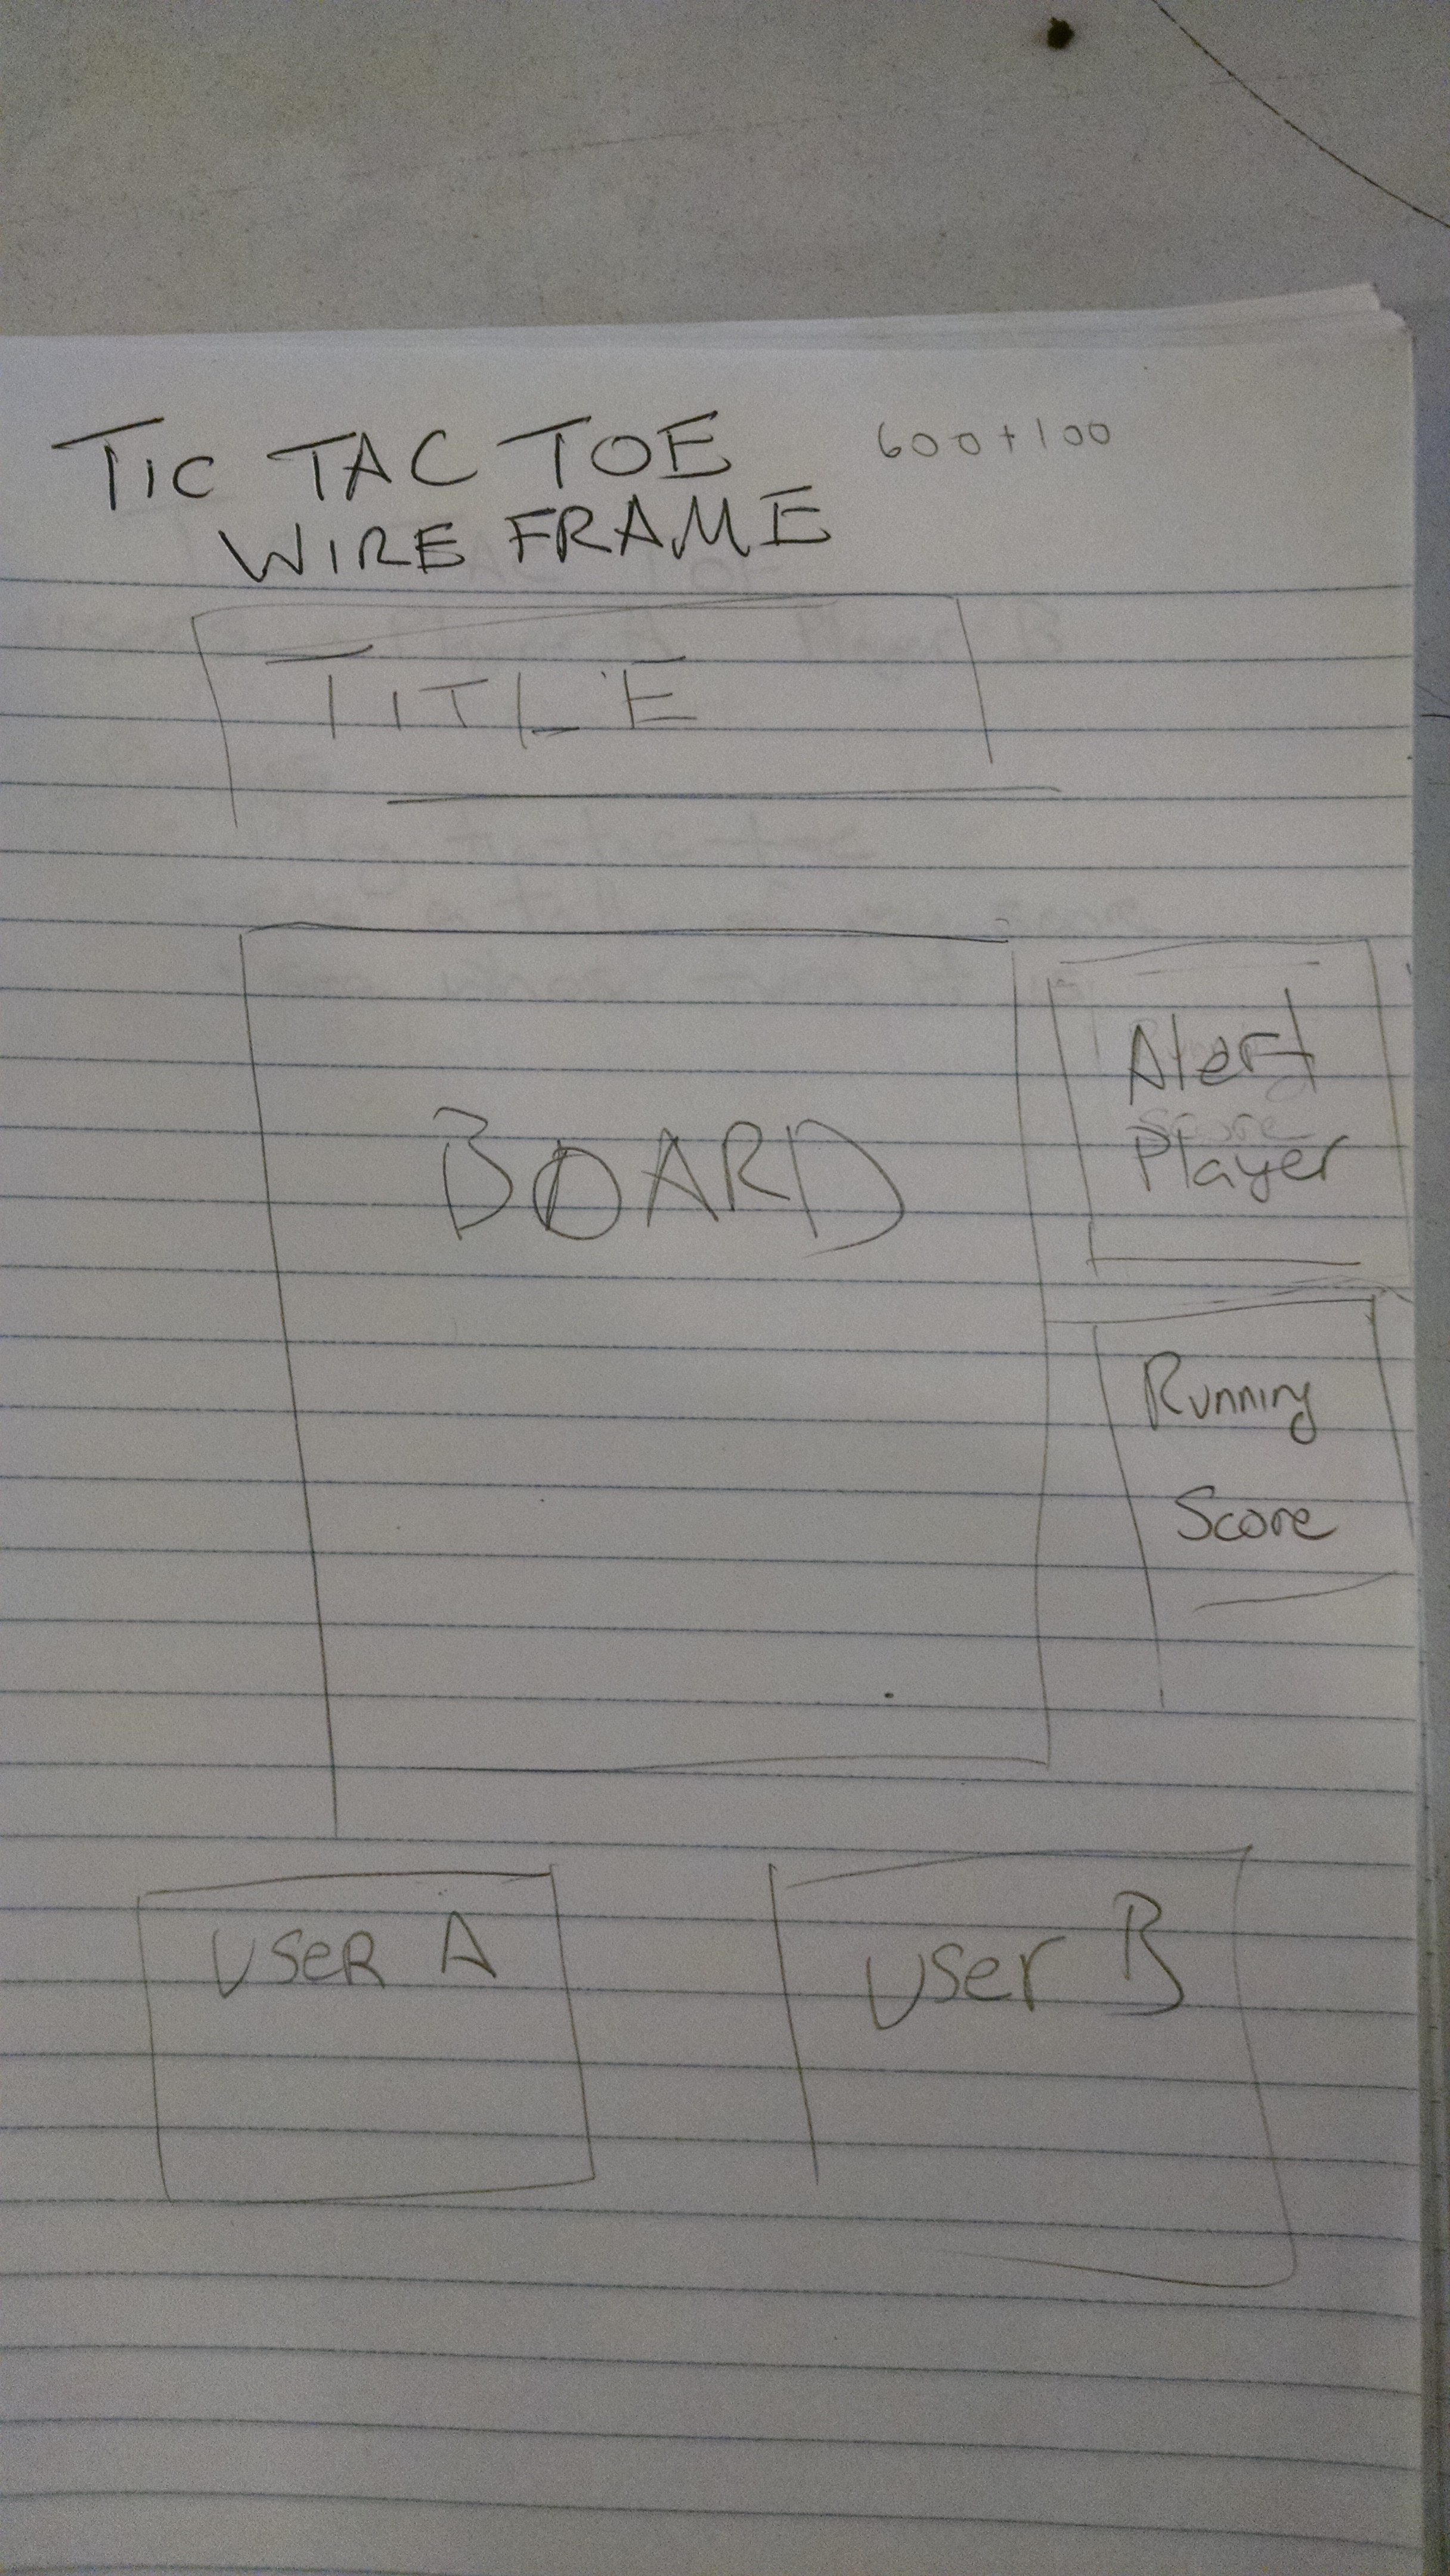 TIC TAC TOE 600+100
WIRE FRAME
TITLE
BOARD
Alert
Player
Running
Score
USER A
User B